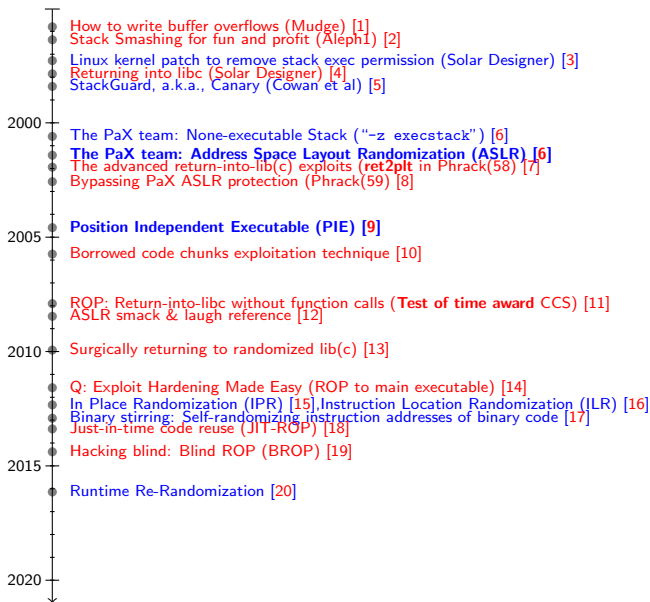 How to write buffer overflows (Mudge) [1]
Stack Smashing for fun and profit (Aleph1) [2]
Linux kernel patch to remove stack exec permission (Solar Designer) [3]
Returning into libc (Solar Designer) [4]
StackGuard, a.k.a., Canary (Cowan et al) [5]
2000
The PaX team: None-executable Stack (“-z execstack”) [6]
The PaX team: Address Space Layout Randomization (ASLR) [6]
The advanced return-into-lib(c) exploits (ret2plt in Phrack(58) [7]
Bypassing PaX ASLR protection (Phrack(59) [8]
Position Independent Executable (PIE) [9]
2005
Borrowed code chunks exploitation technique [10]
ROP: Return-into-libc without function calls (Test of time award CCS) [11]
ASLR smack & laugh reference [12]
2010
Surgically returning to randomized lib(c) [13]
Q: Exploit Hardening Made Easy (ROP to main executable) [14]
In Place Randomization (IPR) [15],Instruction Location Randomization (ILR) [16]
Binary stirring: Self-randomizing instruction addresses of binary code [17]
Just-in-time code reuse (JIT-ROP) [18]
Hacking blind: Blind ROP (BROP) [19]
2015
Runtime Re-Randomization [20]
2020